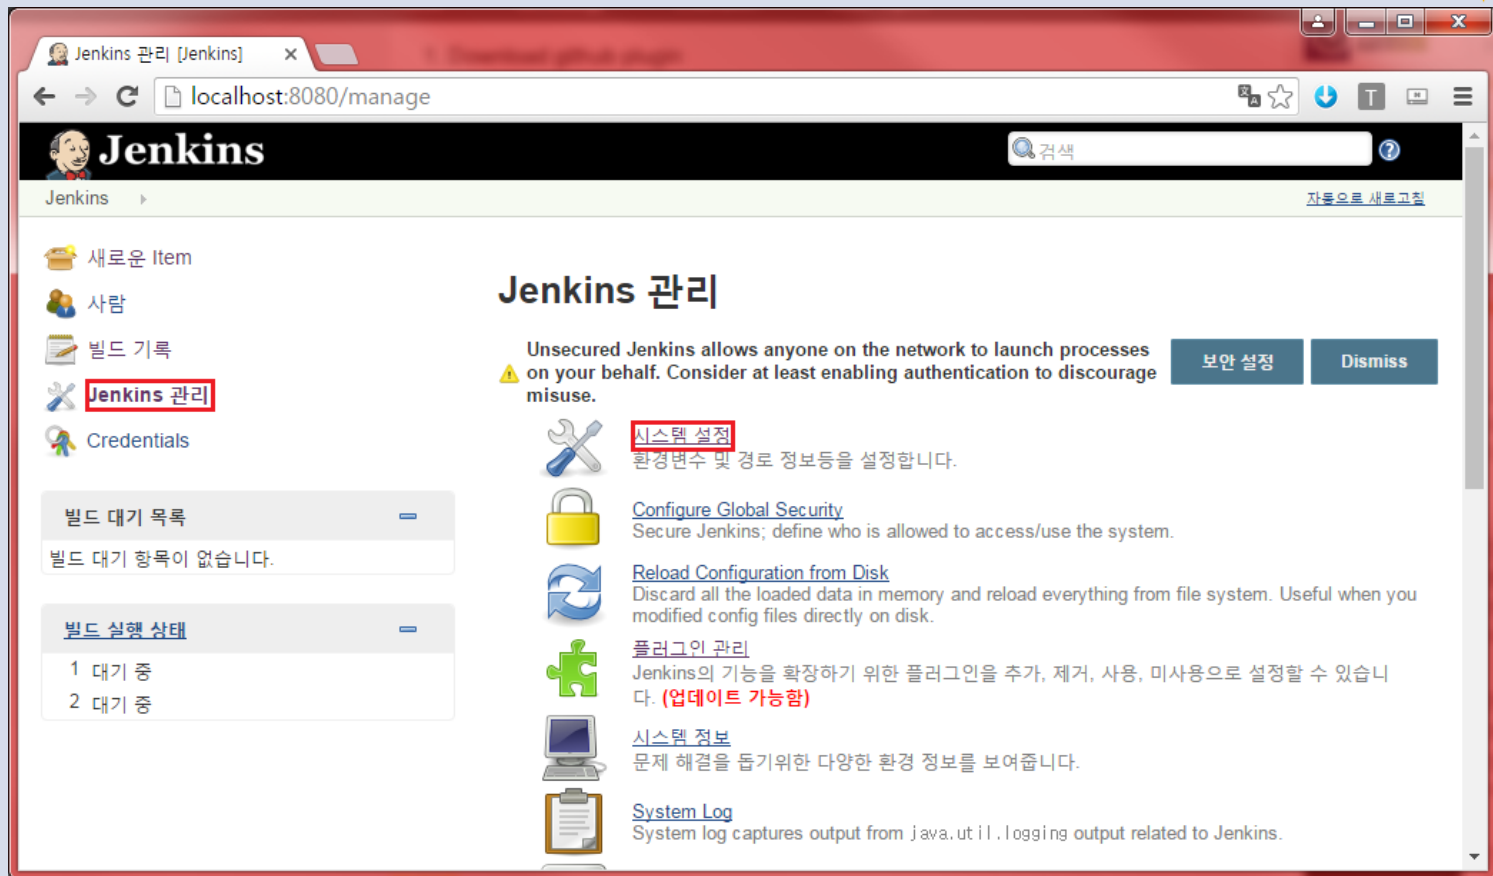 1. Download github plugin
Jenkins 관리 [Jenkins]
localhost:8080/manage
T
Jenkins
검색
Jenkins
자동으로 새로고침
새로운 Item
사람
빌드 기록
Jenkins 관리
Credentials
빌드 대기 목록
빌드 대기 항목이 없습니다.
빌드 실행 상태
1 대기 중
2 대기 중
Jenkins 관리
Unsecured Jenkins allows anyone on the network to launch processes
on your behalf. Consider at least enabling authentication to discourage
misuse.
보안 설정
Dismiss
시스템 설정
환경변수 및 경로 정보등을 설정합니다.
Configure Global Security
Secure Jenkins; define who is allowed to access/use the system.
Reload Configuration from Disk
Discard all the loaded data in memory and reload everything from file system. Useful when you
modified config files directly on disk.
플러그인 관리
Jenkins의 기능을 확장하기 위한 플러그인을 추가, 제거, 사용, 미사용으로 설정할 수 있습니
다. (업데이트 가능함)
시스템 정보
문제 해결을 돕기위한 다양한 환경 정보를 보여줍니다.
System Log
System log captures output from java.util.logging output related to Jenkins.